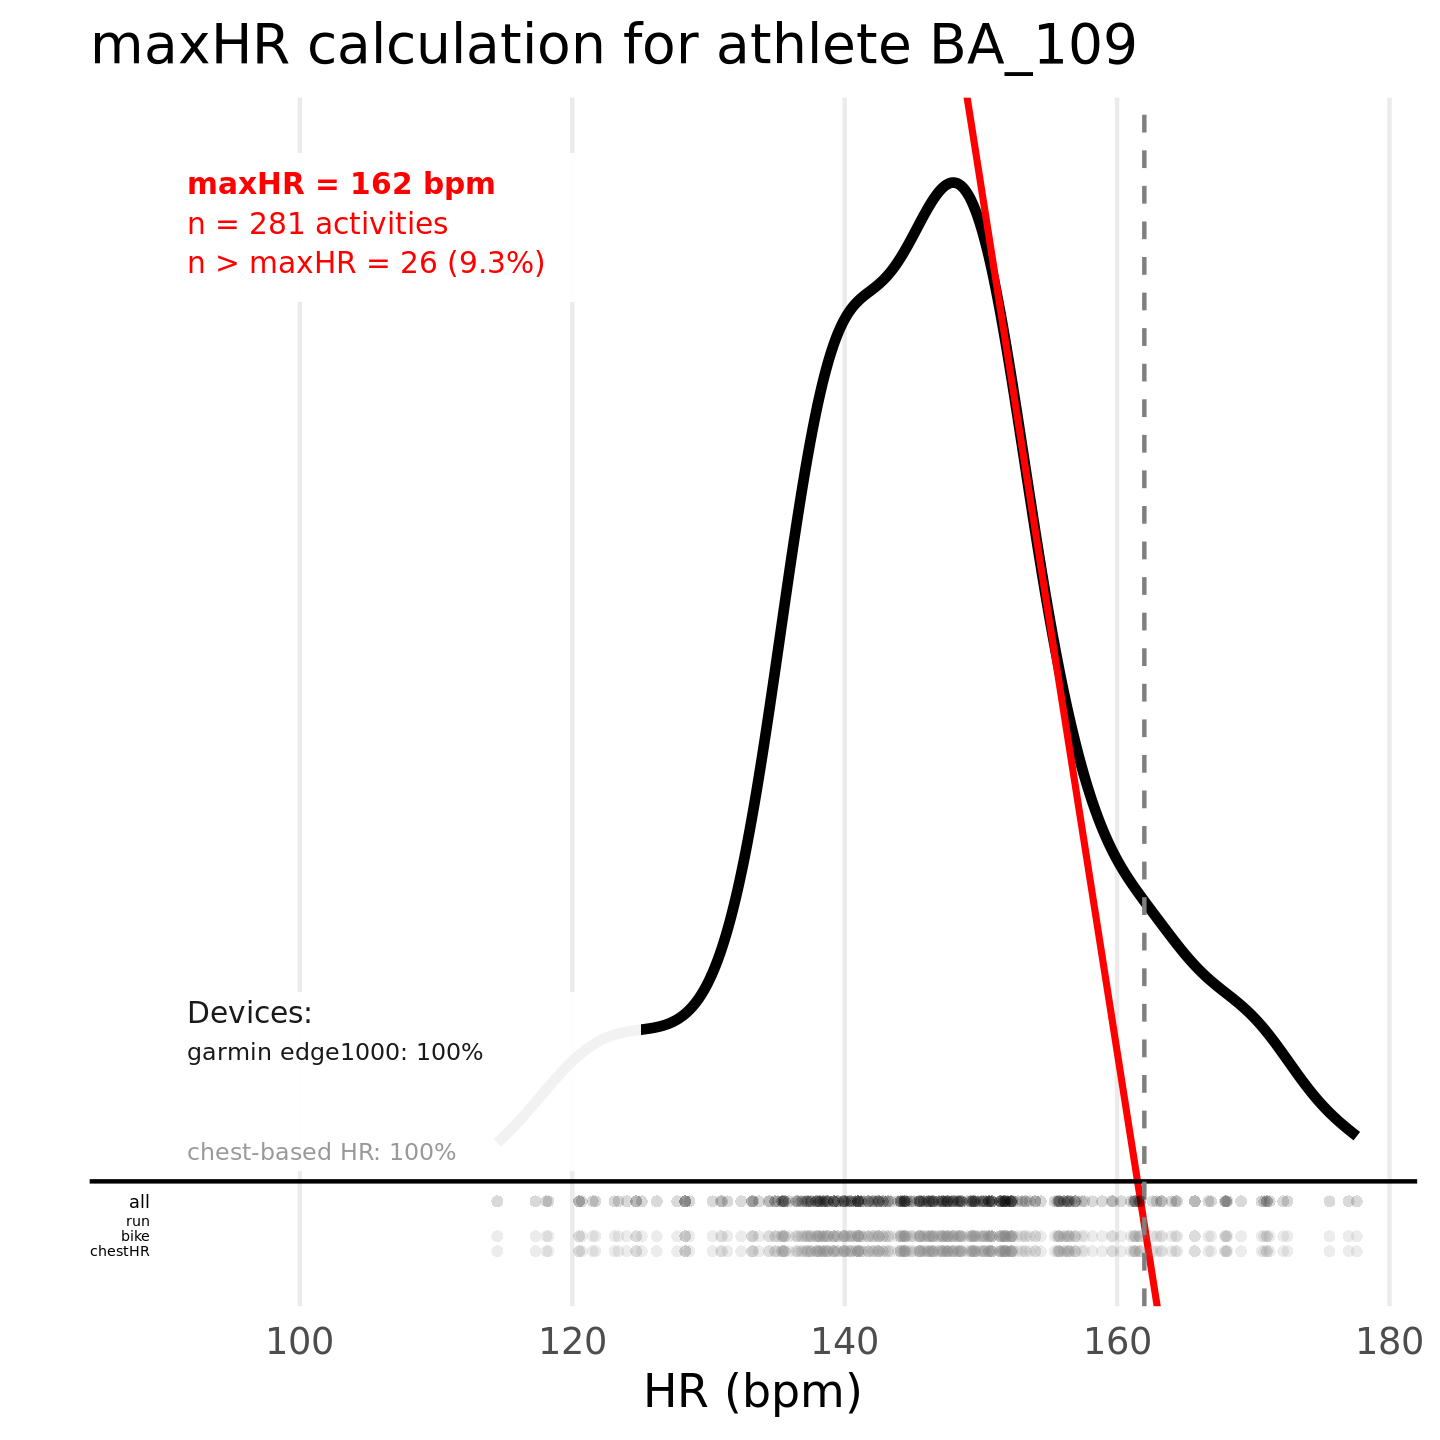 maxHR calculation for athlete BA_109
maxHR = 162 bpm
n = 281 activities
n > maxHR = 26 (9.3%)
Devices:
garmin edge1000: 100%
chest-based HR: 100%
all
run
bike
chestHR
100 120 140 160 180
HR (bpm)